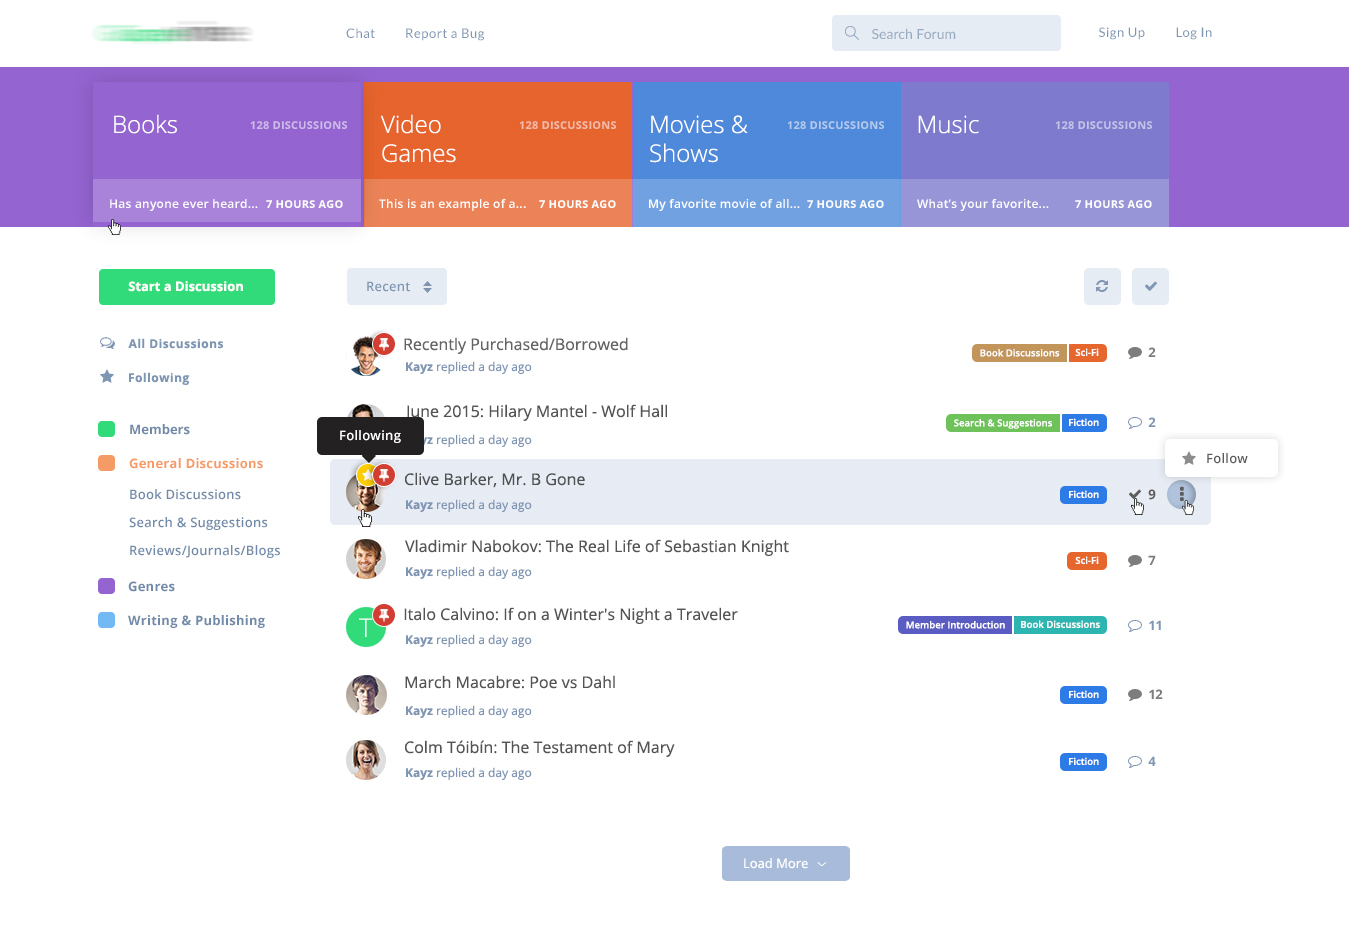 Chat
Report a Bug
Search Forum
Sign Up
Log In
Books
128 DISCUSSIONS
Has anyone ever heard... 7 HOURS AGO
Video
Games
128 DISCUSSIONS
This is an example of a... 7 HOURS AGO
Movies &
Shows
128 DISCUSSIONS
My favorite movie of all... 7 HOURS AGO
Music
128 DISCUSSIONS
What's your favorite... 7 HOURS AGO
Start a Discussion
All Discussions
Following
Members
General Discussions
Book Discussions
Search & Suggestions
Reviews/Journals/Blogs
Genres
Writing & Publishing
Recent
Recently Purchased/Borrowed
Kayz replied a day ago
Book Discussions Sci-Fi 2
June 2015: Hilary Mantel - Wolf Hall
yz replied a day ago
Search & Suggestions Fiction 2
Following
Clive Barker, Mr. B Gone
Kayz replied a day ago
Fiction 9
Follow
Vladimir Nabokov: The Real Life of Sebastian Knight
Kayz replied a day ago
Sci-Fi 7
T
Italo Calvino: If on a Winter's Night a Traveler
Kayz replied a day ago
Member Introduction Book Discussions 11
March Macabre: Poe vs Dahl
Kayz replied a day ago
Fiction 12
Colm Tóibín: The Testament of Mary
Kayz replied a day ago
Fiction 4
Load More